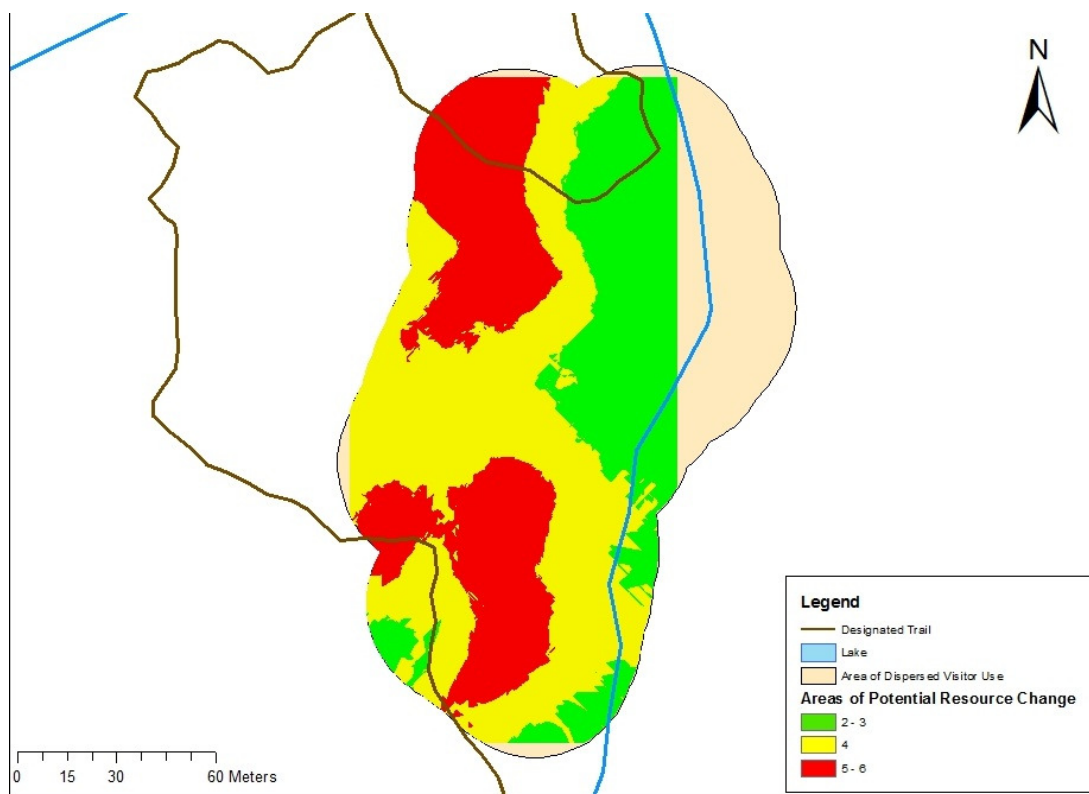 N
Legend
Designated Trail
Lake
Area of Dispersed Visitor Use
Areas of Potential Resource Change
2 - 3
4
5 - 6
0 15 30 60 Meters